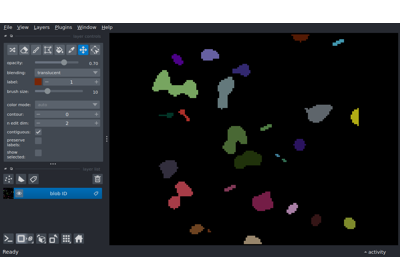 File View Layers Plugins Window Help
opacity: 0.70
blending: translucent
label: 1
brush size: 10
color mode: auto
contour: 0
n edit dim: 2
contiguous:
preserve labels:
show selected:
blob ID
Ready activity